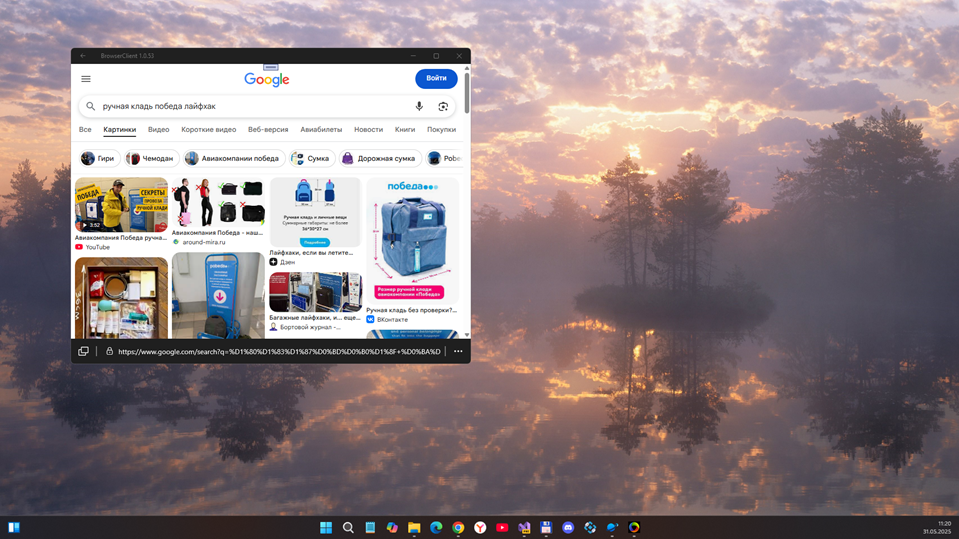 BrowserClient 1.0.53
Google
Войти
ручная кладь победа лайфхак
Все Картинки Видео Короткие видео Веб-версия Авиабилеты Новости Книги Покупки
Гири Чемодан Авиакомпании победа Сумка Дорожная сумка Побе
ПОБЕДА
СЕКРЕТЫ
ПРОВОЗА
РУЧНОЙ КЛАДИ
3:52
Авиакомпания Победа ручна...
YouTube
Авиакомпания Победа - наш...
around-mira.ru
Ручная кладь и личные вещи
Суммарные габариты: не более
36*30*27 см
Подробнее
Лайфхаки, если вы летите...
Дзен
победа
Размер ручной клади
авиакомпании «Победа»
Ручная кладь без проверки?...
ВКонтакте
Багажные лайфхаки, и... еще...
Бортовой журнал -...
https://www.google.com/search?q=%D1%80%D1%83%D1%87%D0%BD%D0%B0%D1%8F+%D0%BA%D
11:20
31.05.2025